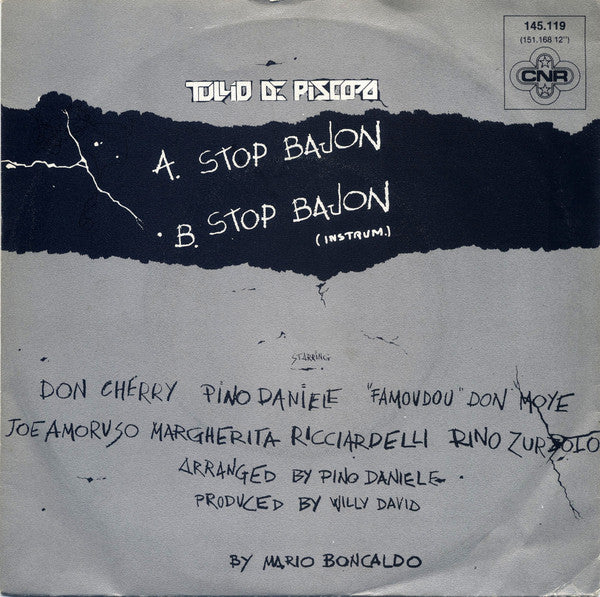 145.119
(151.168 12")
CNR
TULLIO DE PISCOPO
A. STOP BAJON
B. STOP BAJON
(INSTRUM.)
STARRING
DON CHERRY PINO DANIELE "FAMOUDOU" DON MOYE
JOE AMORUSO MARGHERITA RICCIARDELLI RINO ZURZOLO
ARRANGED BY PINO DANIELE
PRODUCED BY WILLY DAVID
BY MARIO BONCALDO